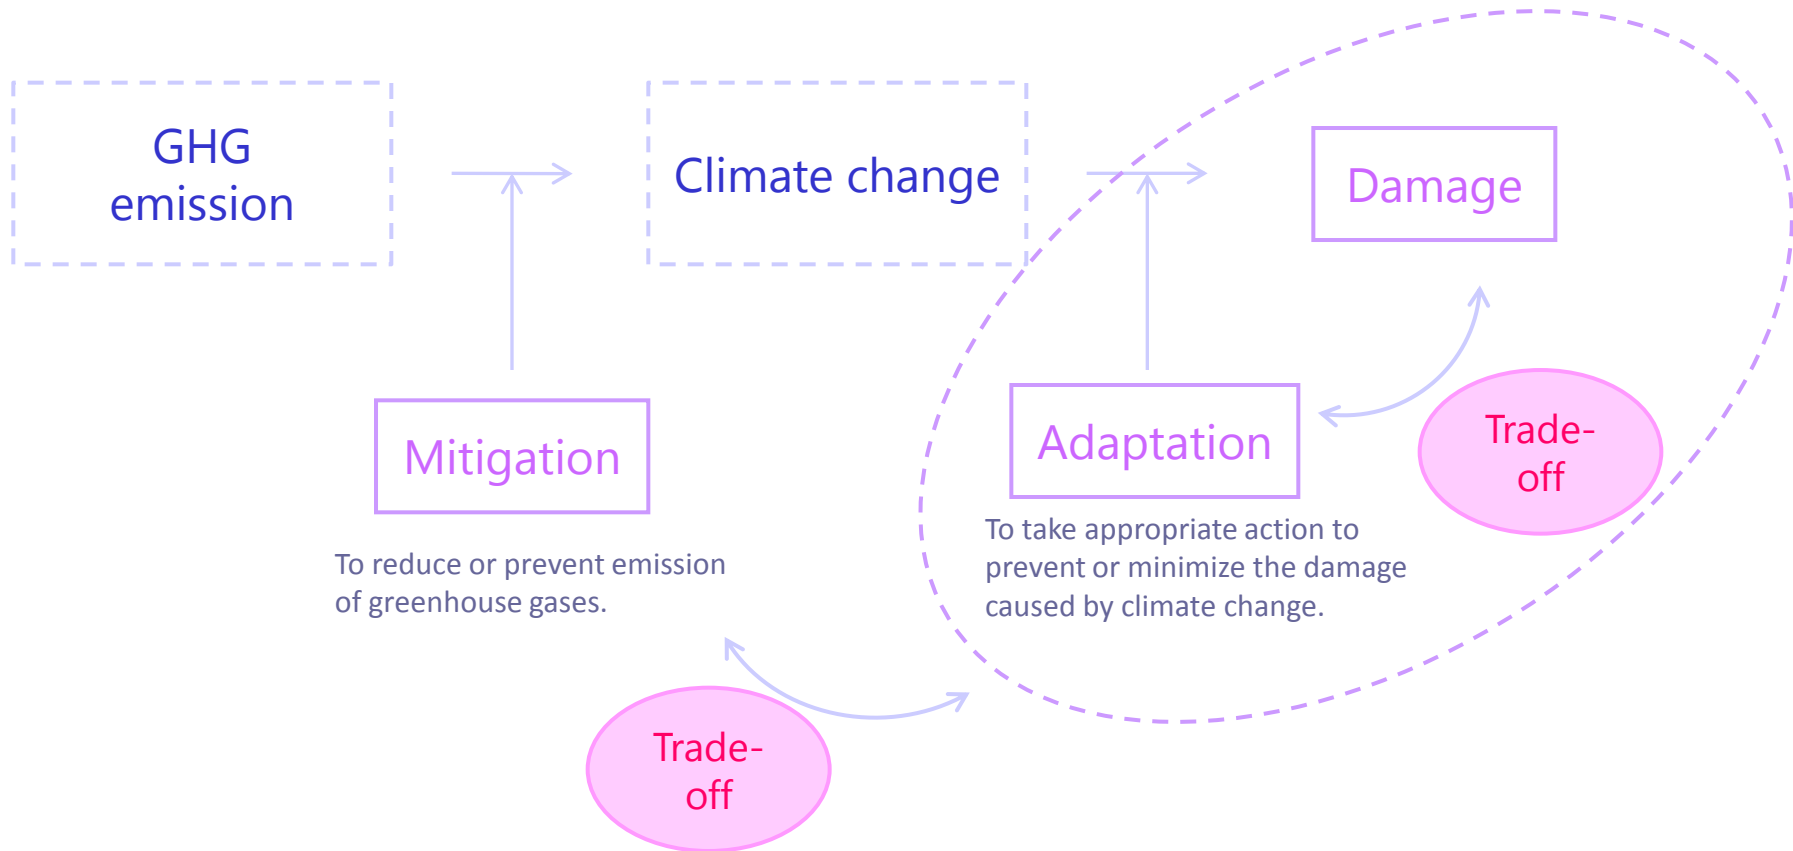 GHG
emission
Climate change
Damage
Mitigation
To reduce or prevent emission
of greenhouse gases.
Adaptation
To take appropriate action to
prevent or minimize the damage
caused by climate change.
Trade-
off
Trade-
off